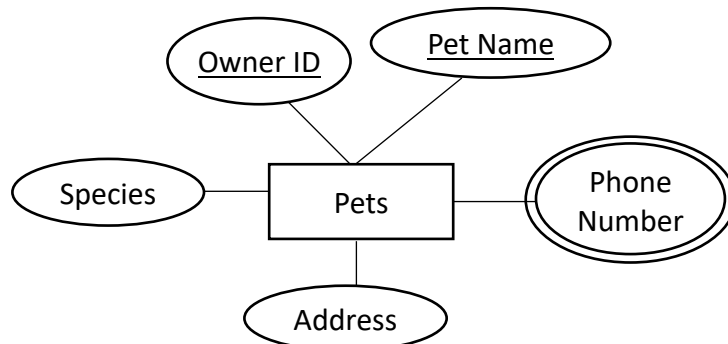 Owner ID
Pet Name
Species
Pets
Phone
Number
Address